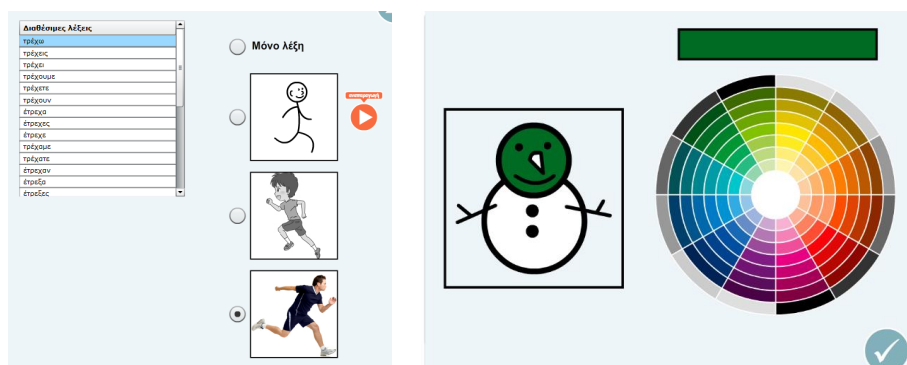 Διαθέσιμες λέξεις
τρέχω
τρέχεις
τρέχει
τρέχουμε
τρέχετε
τρέχουν
έτρεχα
έτρεχες
έτρεχε
τρέχαμε
τρέχατε
έτρεχαν
έτρεξα
έτρεξες
Μόνο λέξη